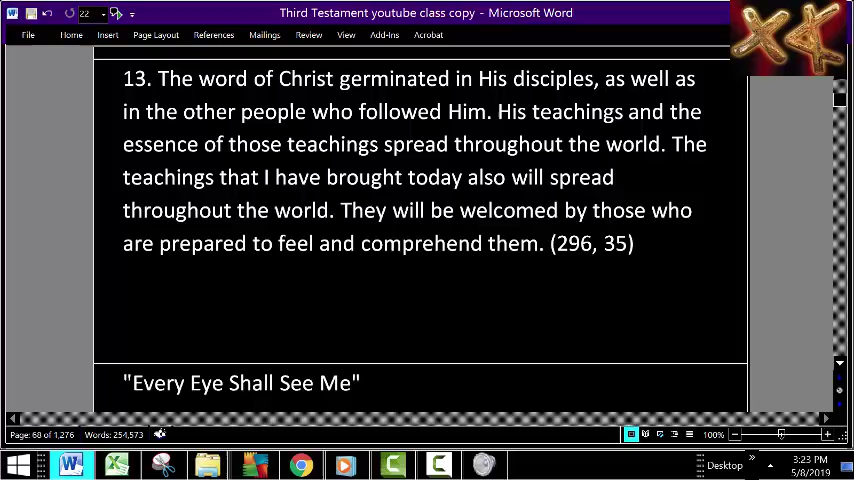 22
Third Testament youtube class copy - Microsoft Word
File Home Insert Page Layout References Mailings Review View Add-Ins Acrobat
13. The word of Christ germinated in His disciples, as well as
in the other people who followed Him. His teachings and the
essence of those teachings spread throughout the world. The
teachings that I have brought today also will spread
throughout the world. They will be welcomed by those who
are prepared to feel and comprehend them. (296, 35)
"Every Eye Shall See Me"
Page: 68 of 1,276 Words: 254,573 100%
Desktop 3:23 PM
5/8/2019